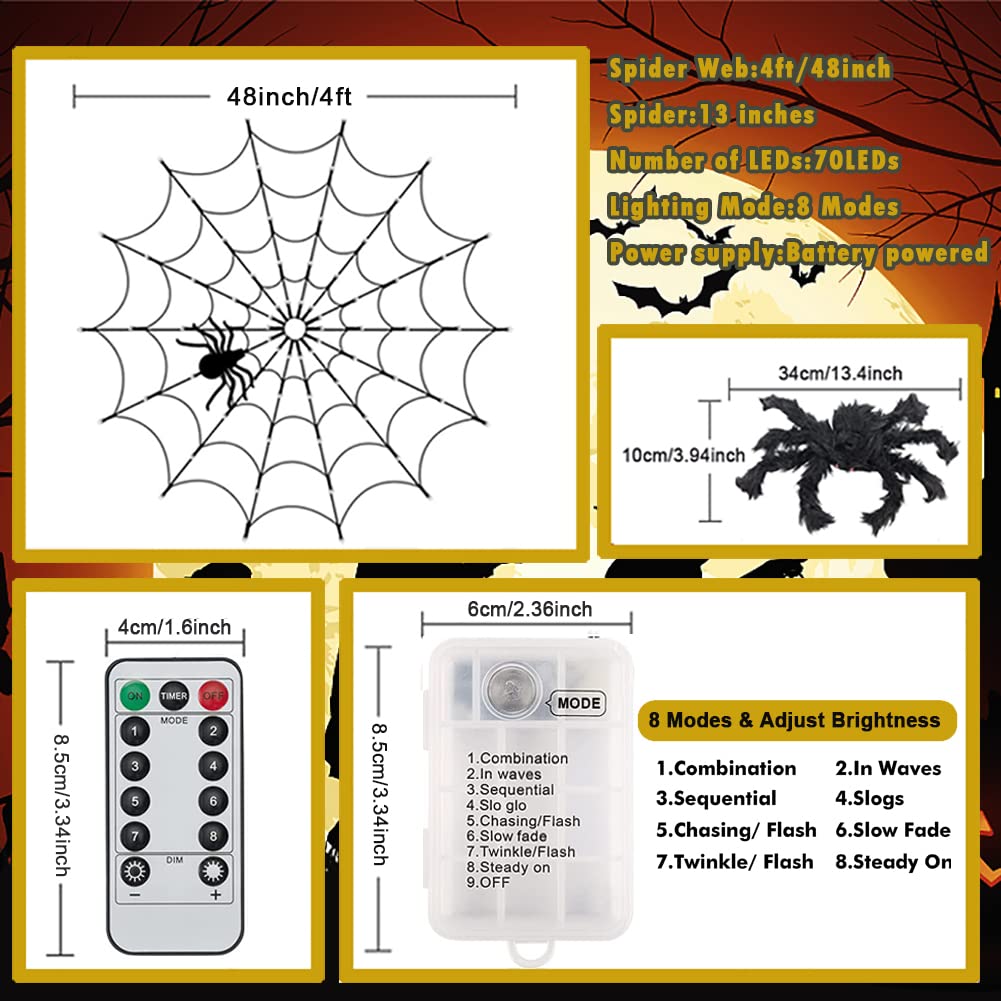 48inch/4ft
Spider Web:4ft/48inch
Spider:13 inches
Number of LEDs:70LEDs
Lighting Mode:8 Modes
Power supply:Battery powered
34cm/13.4inch
10cm/3.94inch
4cm/1.6inch
8.5cm/3.34inch
ON TIMER OFF
MODE
1 2
3 4
5 6
7 8
DIM
− +
6cm/2.36inch
8.5cm/3.34inch
MODE
1.Combination
2.In waves
3.Sequential
4.Slo glo
5.Chasing/Flash
6.Slow fade
7.Twinkle/Flash
8.Steady on
9.OFF
8 Modes & Adjust Brightness
1.Combination 2.In Waves
3.Sequential 4.Slogs
5.Chasing/ Flash 6.Slow Fade
7.Twinkle/ Flash 8.Steady On